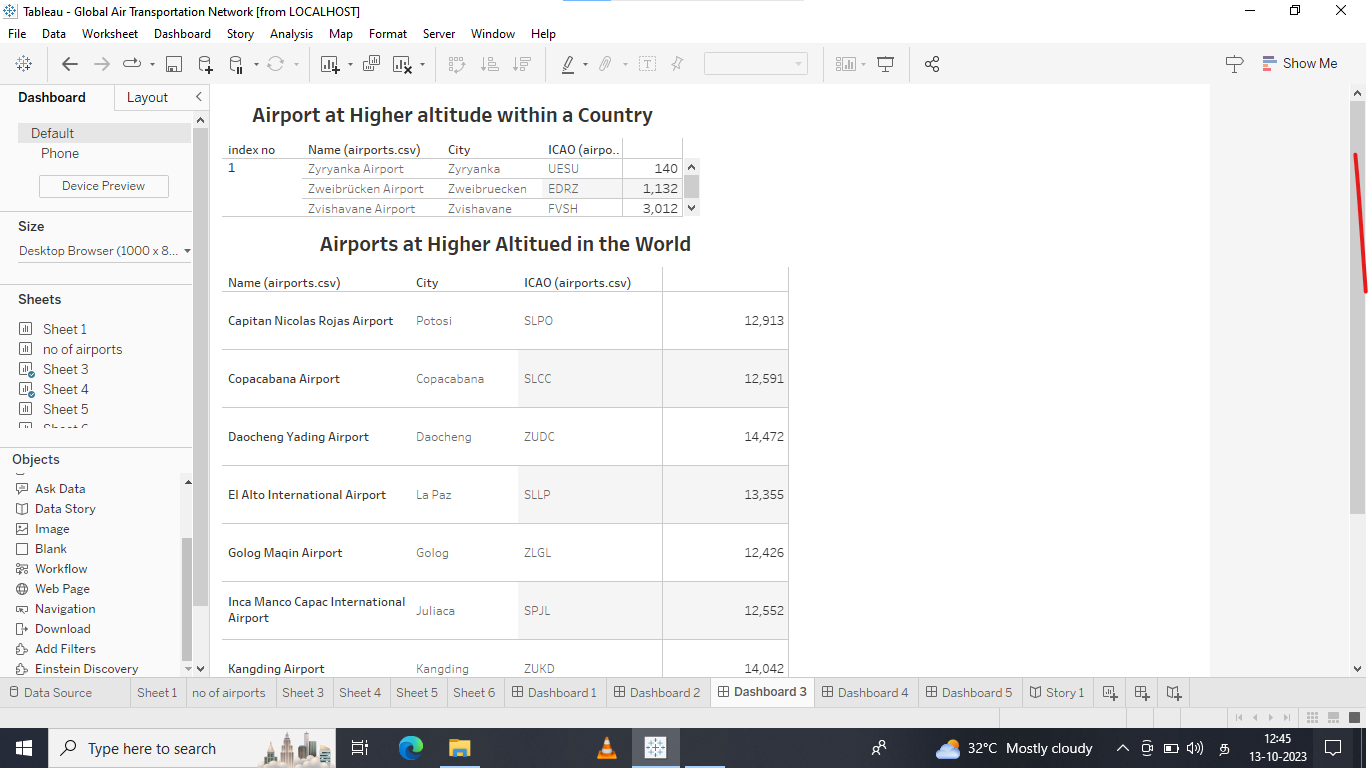 Tableau - Global Air Transportation Network [from LOCALHOST]
File Data Worksheet Dashboard Story Analysis Map Format Server Window Help
Show Me
Dashboard Layout
Default
Phone
Device Preview
Size
Desktop Browser (1000 x 8...
Sheets
Sheet 1
no of airports
Sheet 3
Sheet 4
Sheet 5
Objects
Ask Data
Data Story
Image
Blank
Workflow
Web Page
Navigation
Download
Add Filters
Einstein Discovery
Airport at Higher altitude within a Country
index no Name (airports.csv) City ICAO (airpo..
1 Zyryanka Airport Zyryanka UESU 140
Zweibrücken Airport Zweibruecken EDRZ 1,132
Zvishavane Airport Zvishavane FVSH 3,012
Airports at Higher Altitued in the World
Name (airports.csv) City ICAO (airports.csv)
Capitan Nicolas Rojas Airport Potosi SLPO 12,913
Copacabana Airport Copacabana SLCC 12,591
Daocheng Yading Airport Daocheng ZUDC 14,472
El Alto International Airport La Paz SLLP 13,355
Golog Maqin Airport Golog ZLGL 12,426
Inca Manco Capac International
Airport Juliaca SPJL 12,552
Kangding Airport Kangding ZUKD 14,042
Data Source Sheet 1 no of airports Sheet 3 Sheet 4 Sheet 5 Sheet 6 Dashboard 1 Dashboard 2 Dashboard 3 Dashboard 4 Dashboard 5 Story 1
Type here to search
32°C Mostly cloudy
12:45
13-10-2023